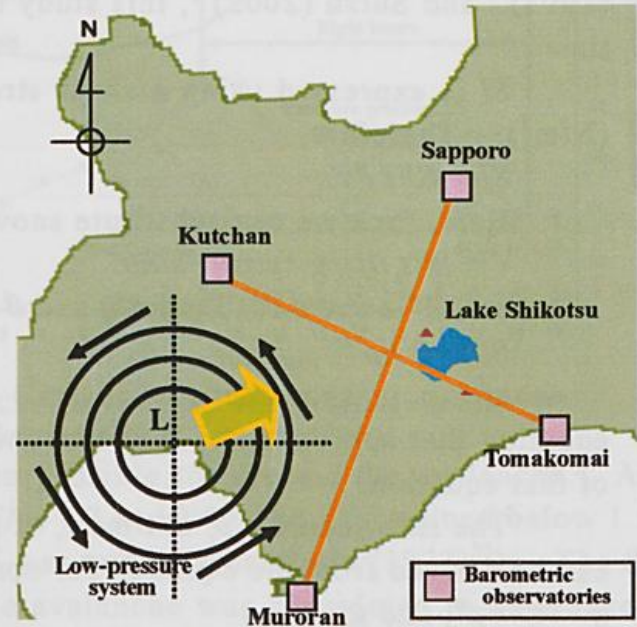 N
Sapporo
Kutchan
Lake Shikotsu
L
Tomakomai
Low-pressure
system
Muroran
Barometric
observatories